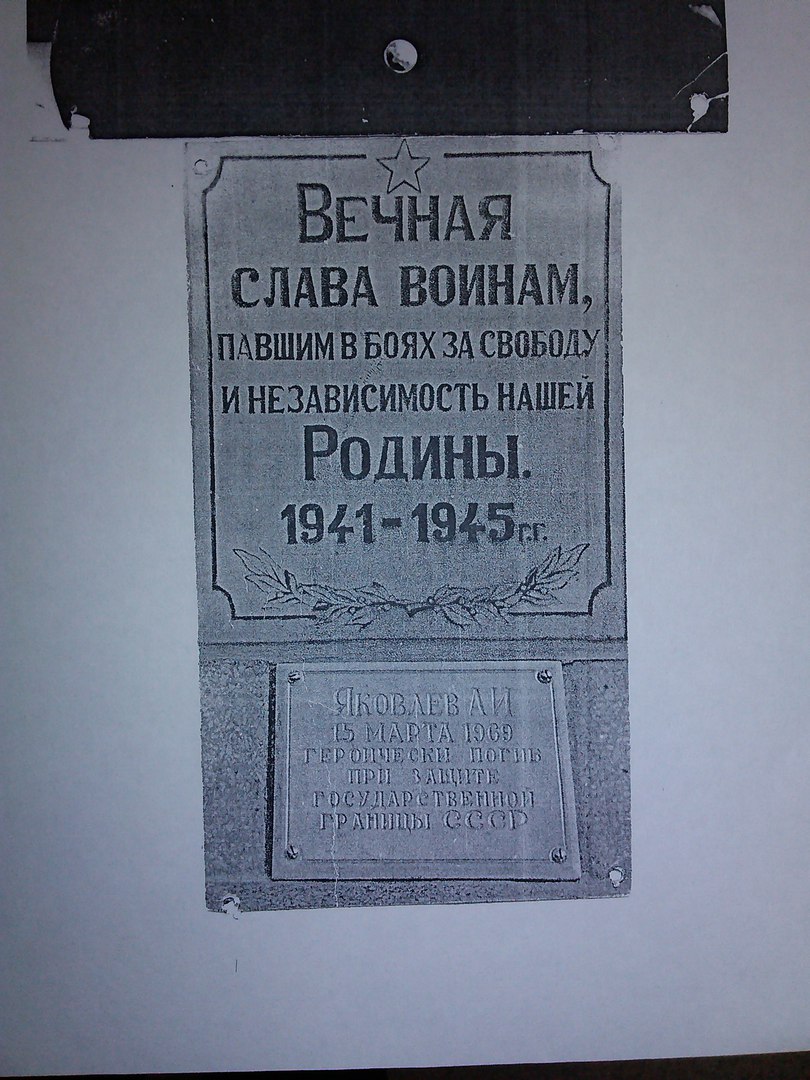 Вечная
слава воинам,
павшим в боях за свободу
и независимость нашей
Родины.
1941-1945г.г.
Яковлев А И
15 марта 1969
героически погиб
при защите
государственной
границы СССР